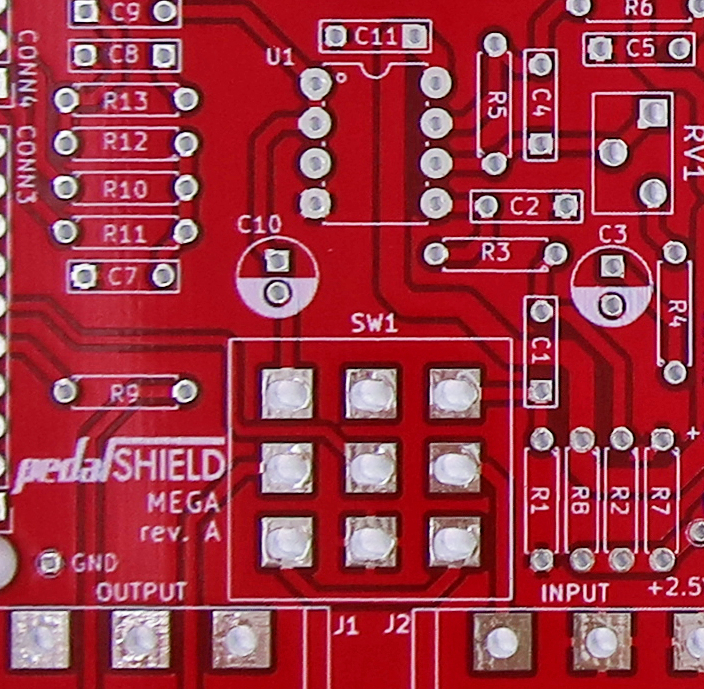 C9
C8
R13
R12
R10
R11
C7
CONN4
CONN3
U1
C11
R5
C4
R6
C5
RV1
C2
C10
R3
C3
R4
C1
SW1
R9
pedalSHIELD
MEGA
rev. A
GND
OUTPUT
J1 J2
R1 R8 R2 R7
+
INPUT
+2.5V